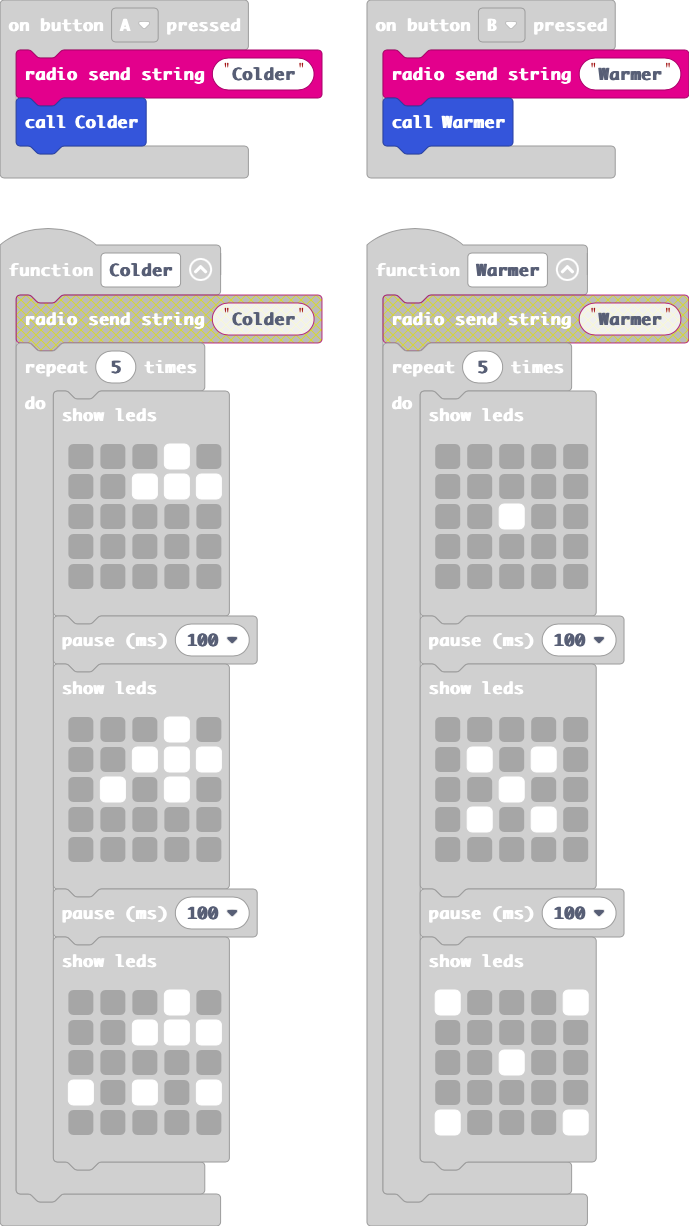 on button A pressed
radio send string "Colder"
call Colder
on button B pressed
radio send string "Warmer"
call Warmer
function Colder
radio send string "Colder"
repeat 5 times
do
show leds
pause (ms) 100
show leds
pause (ms) 100
show leds
function Warmer
radio send string "Warmer"
repeat 5 times
do
show leds
pause (ms) 100
show leds
pause (ms) 100
show leds